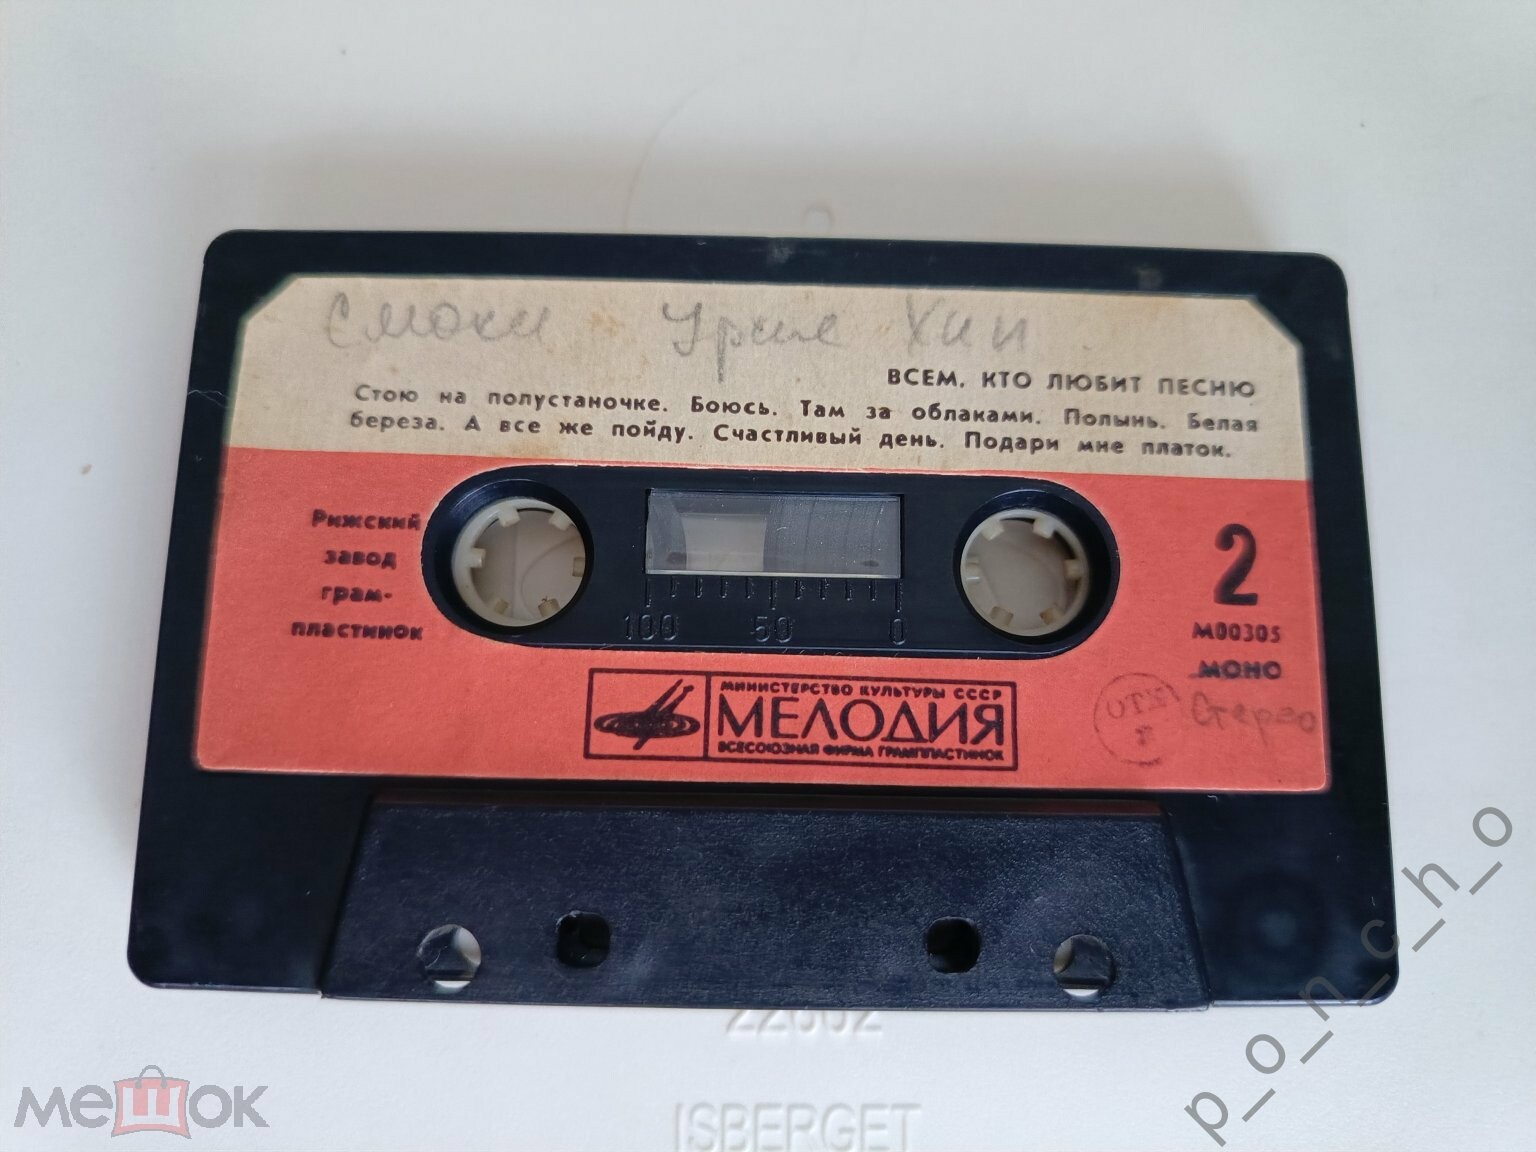 Смоки Урие Хип
ВСЕМ, КТО ЛЮБИТ ПЕСНЮ
Стою на полустаночке. Боюсь. Там за облаками. Полынь. Белая
береза. А все же пойду. Счастливый день. Подари мне платок.
Рижский
завод
грам-
пластинок
2
М00305
МОНО
Стерео
100 50 0
МИНИСТЕРСТВО КУЛЬТУРЫ СССР
МЕЛОДИЯ
ВСЕСОЮЗНАЯ ФИРМА ГРАМПЛАСТИНОК
22602
ISBERGET
мешок
p_o_n_c_h_o